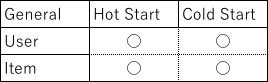 General Hot Start Cold Start
User ○ ○
Item ○ ○